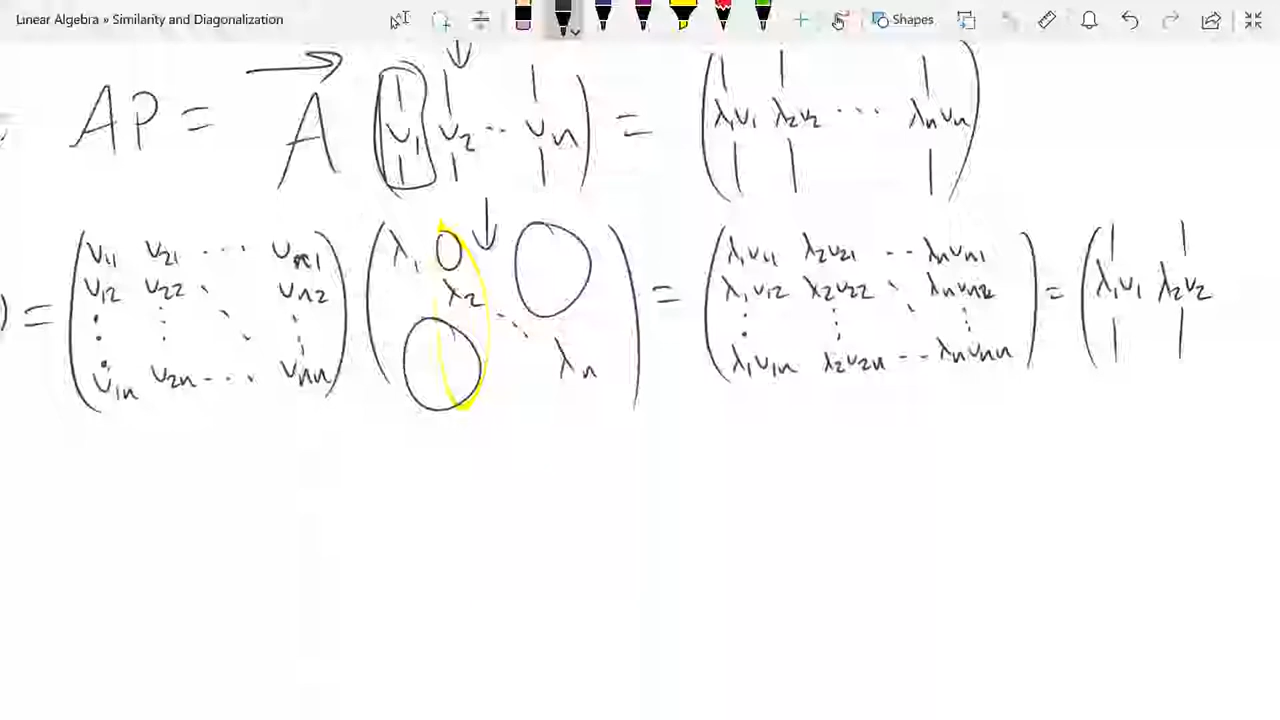 Linear Algebra » Similarity and Diagonalization
Shapes
AP = A ( v₁ v₂ ·· vₙ ) = ( λ₁v₁ λ₂v₂ ··· λₙvₙ )
) = ( v₁₁ v₂₁ ··· vₙ₁ ) ( λ₁ 0 0 ) = ( λ₁v₁₁ λ₂v₂₁ ·· λₙvₙ₁ ) = ( λ₁v₁ λ₂v₂
v₁₂ v₂₂ ⋱ vₙ₂ λ₂ λ₁v₁₂ λ₂v₂₂ ⋱ λₙvₙ₂
⋮ ⋮ ⋱ ⋮ ⋱ ⋮ ⋮ ⋱ ⋮
v₁ₙ v₂ₙ ··· vₙₙ 0 λₙ λ₁v₁ₙ λ₂v₂ₙ ·· λₙvₙₙ